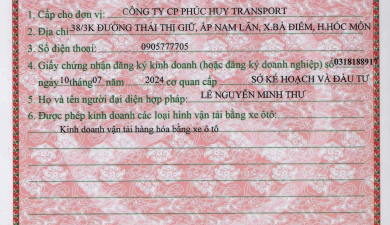 1. Cấp cho đơn vị: CÔNG TY CP PHÚC HUY TRANSPORT
2. Địa chỉ: 38/3K ĐƯỜNG THÁI THỊ GIỮ, ẤP NAM LÂN, X.BÀ ĐIỂM, H.HÓC MÔN
3. Số điện thoại: 0905777705
4. Giấy chứng nhận đăng ký kinh doanh (hoặc đăng ký doanh nghiệp) số 0318188917
ngày 10 tháng 07 năm 2024 cơ quan cấp SỞ KẾ HOẠCH VÀ ĐẦU TƯ
5. Họ và tên người đại diện hợp pháp: LÊ NGUYỄN MINH THƯ
6. Được phép kinh doanh các loại hình vận tải bằng xe ôtô:
Kinh doanh vận tải hàng hóa bằng xe ô tô